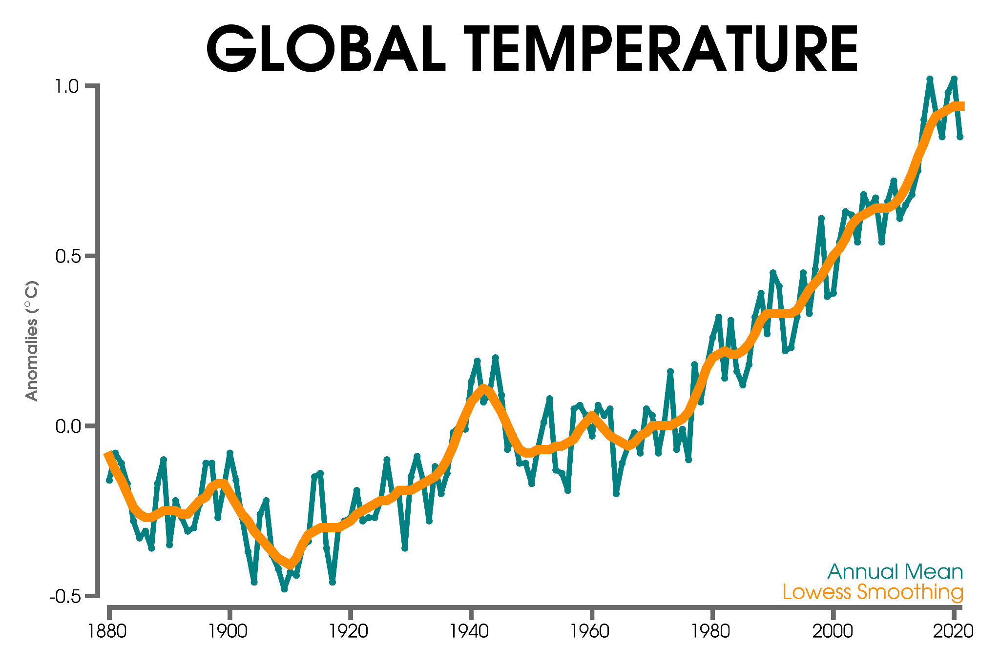 GLOBAL TEMPERATURE
1.0
0.5
0.0
-0.5
Anomalies (°C)
Annual Mean
Lowess Smoothing
1880 1900 1920 1940 1960 1980 2000 2020